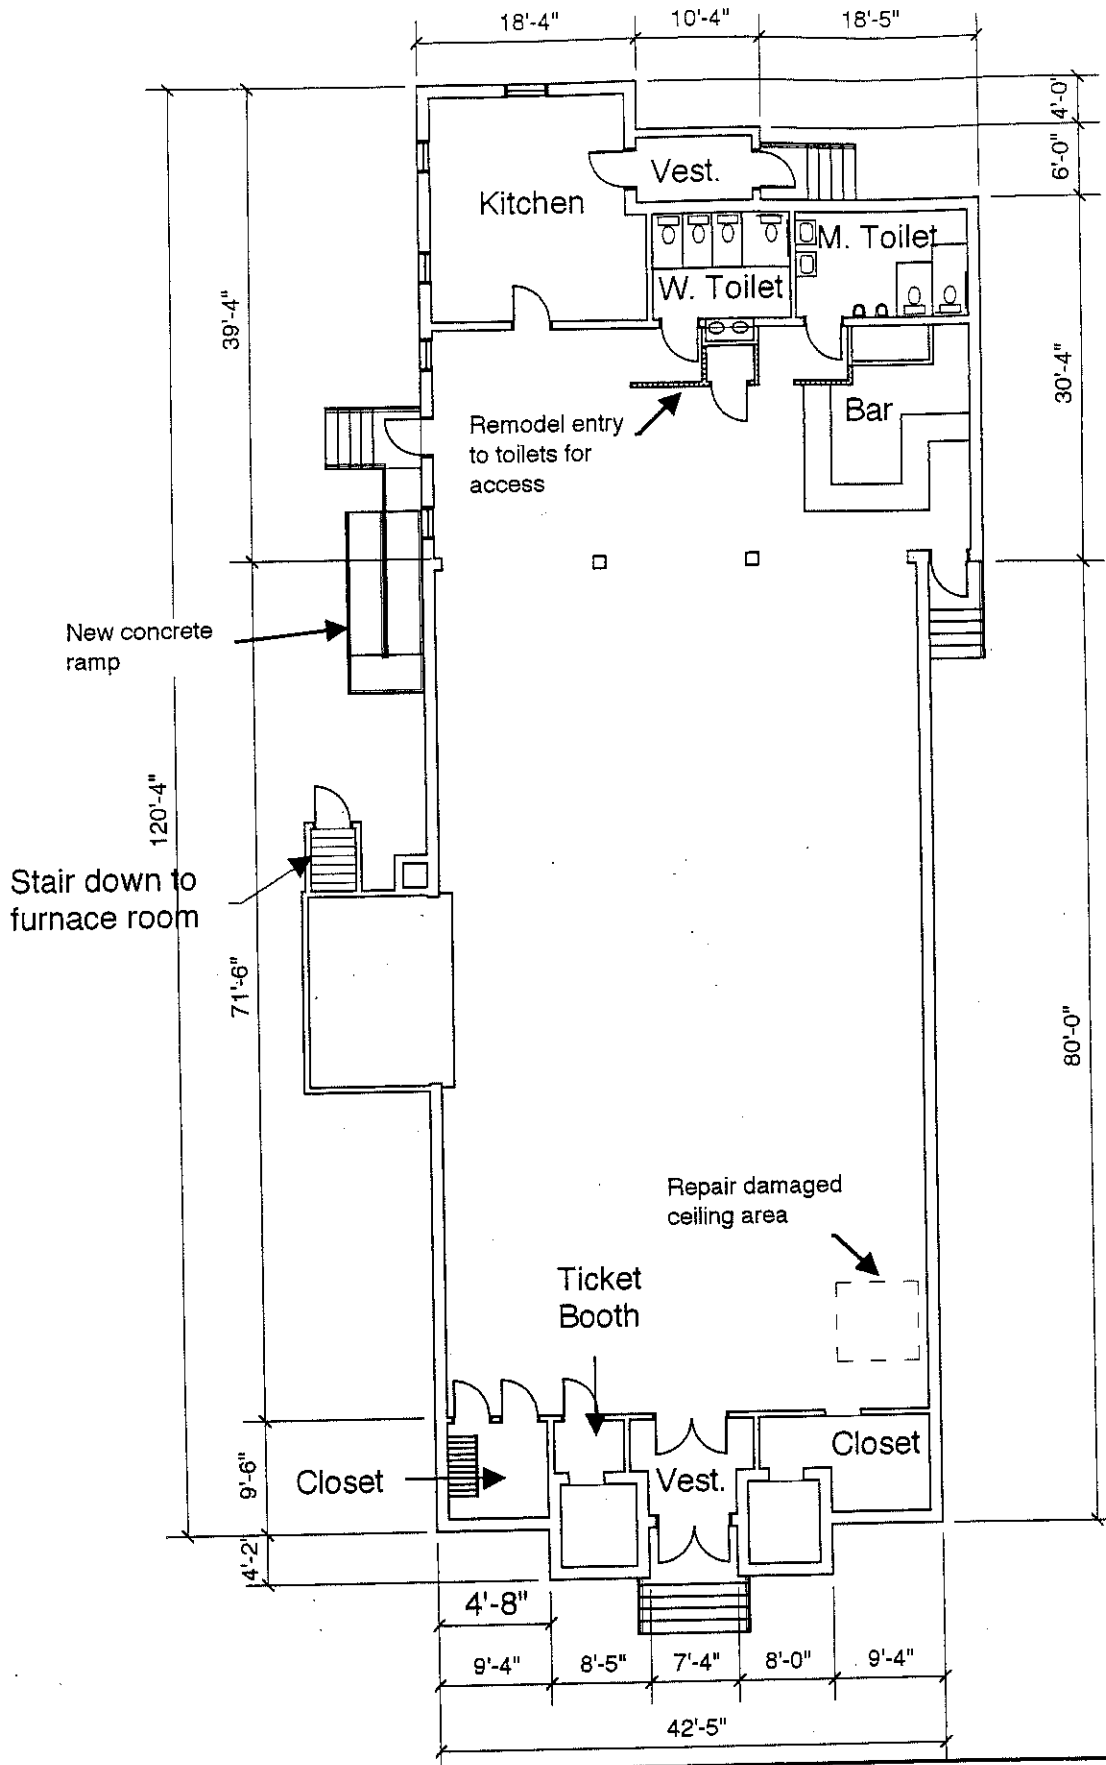 18'-4"
10'-4"
18'-5"
4'-0"
6'-0"
Vest.
Kitchen
M. Toilet
W. Toilet
39'-4"
30'-4"
Bar
Remodel entry
to toilets for
access
New concrete
ramp
120'-4"
Stair down to
furnace room
71'-6"
80'-0"
Repair damaged
ceiling area
Ticket
Booth
Closet
Closet
Vest.
9'-6"
4'-2"
4'-8"
9'-4"
8'-5"
7'-4"
8'-0"
9'-4"
42'-5"